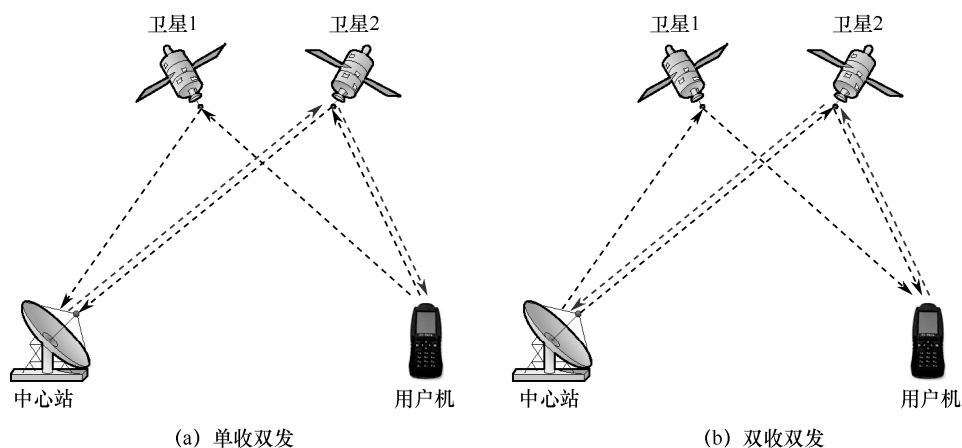 卫星1 卫星2 卫星1 卫星2
中心站 用户机 中心站 用户机
(a) 单收双发 (b) 双收双发